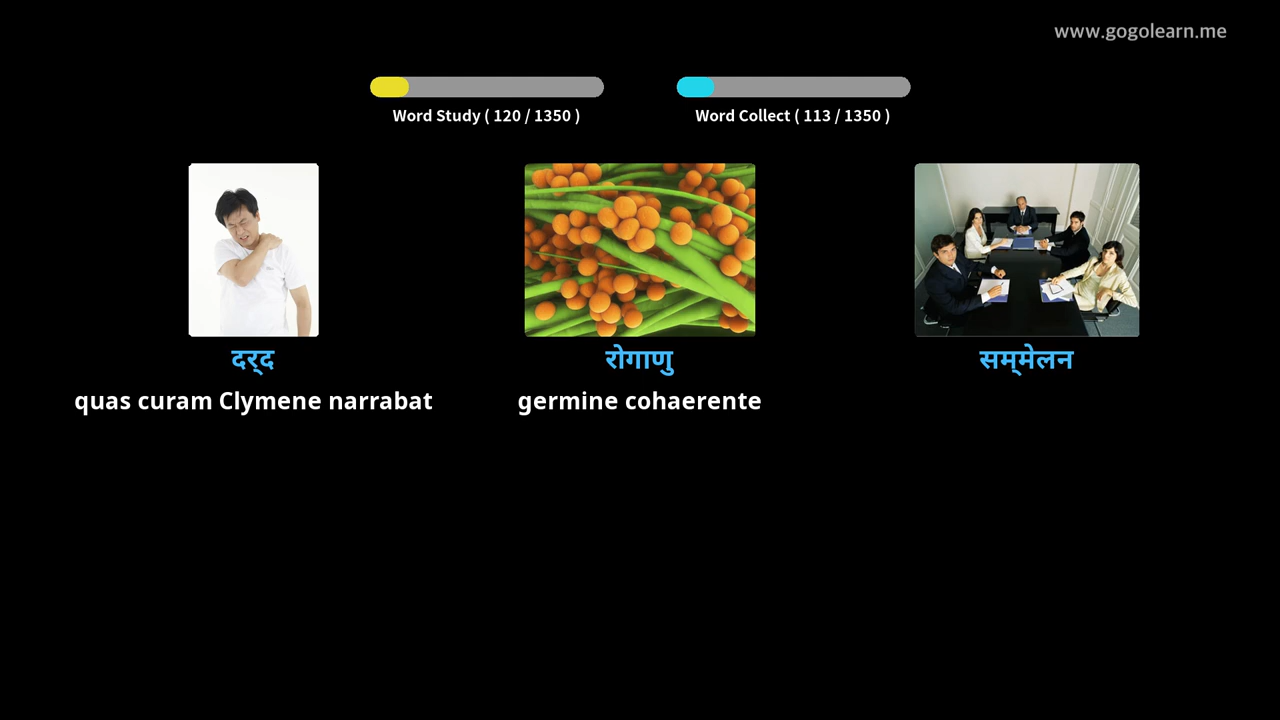 www.gogolearn.me
Word Study ( 120 / 1350 )
Word Collect ( 113 / 1350 )
दर्‌द
रोगाणु
सम्‌मेलन
quas curam Clymene narrabat
germine cohaerente